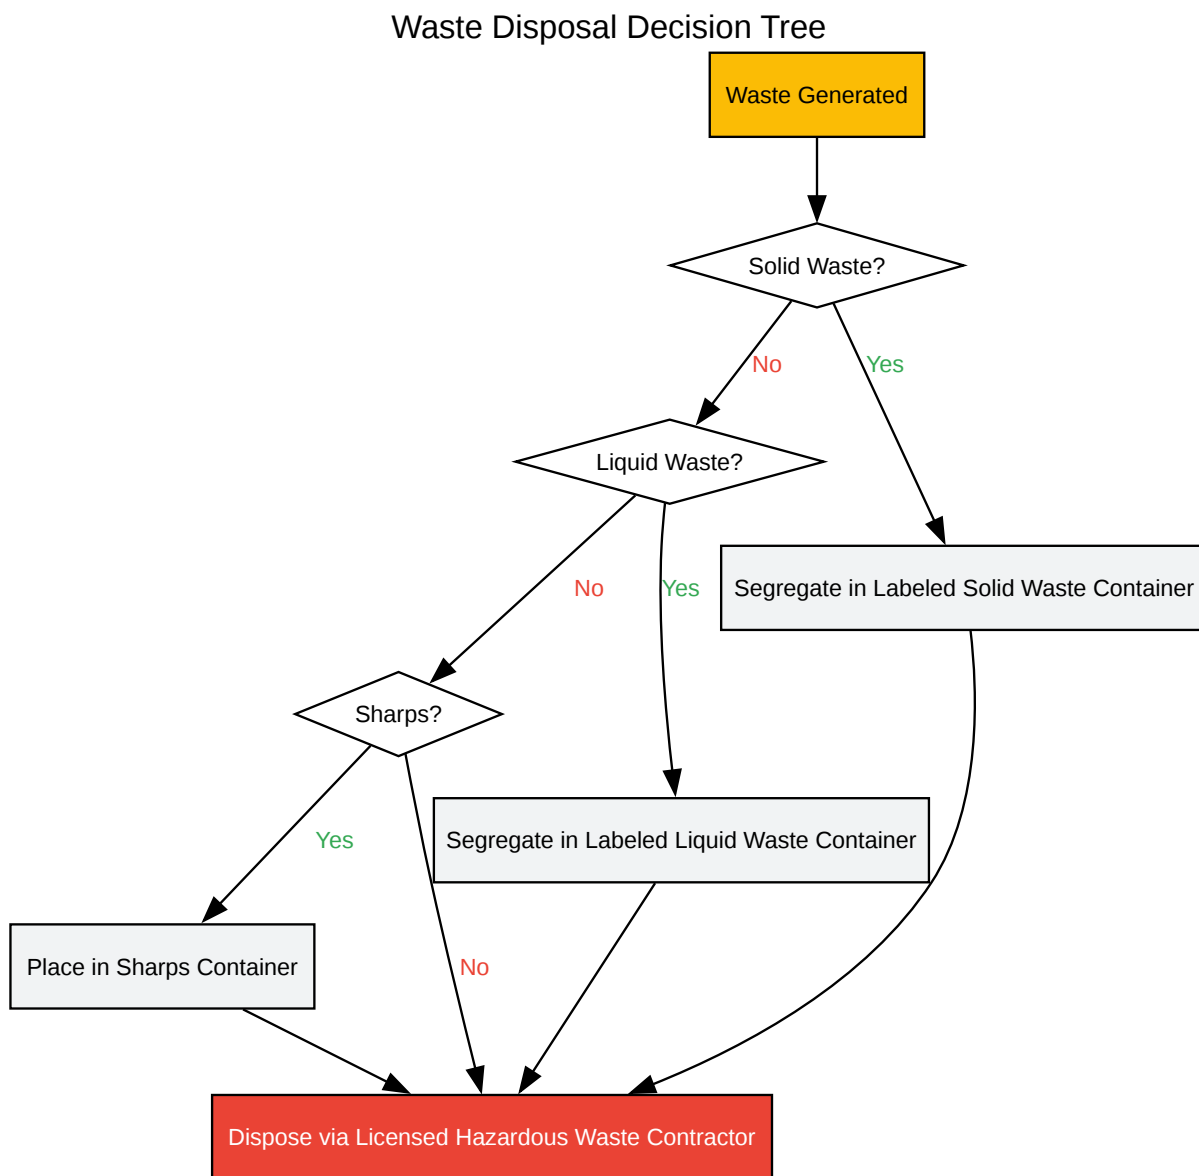 Waste Disposal Decision Tree
Waste Generated
Solid Waste?
No
Yes
Liquid Waste?
No
Yes
Segregate in Labeled Solid Waste Container
Sharps?
Yes
Segregate in Labeled Liquid Waste Container
Place in Sharps Container
No
Dispose via Licensed Hazardous Waste Contractor